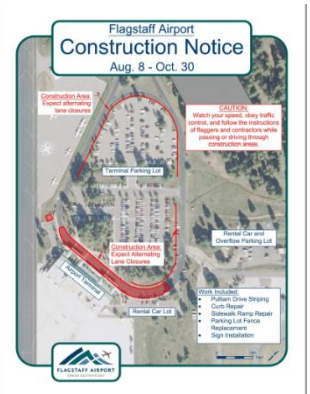 Flagstaff Airport
Construction Notice
Aug. 8 - Oct. 30
Construction Area:
Expect alternating
lane closures
CAUTION:
Watch your speed, obey traffic
control, and follow the instructions
of flaggers and contractors while
passing or driving through
construction areas.
Terminal Parking Lot
Rental Car and
Overflow Parking Lot
Construction Area:
Expect Alternating
Lane Closures
Airport Terminal
Rental Car Lot
Work Included:
• Pulliam Drive Striping
• Curb Repair
• Sidewalk Ramp Repair
• Parking Lot Fence
Replacement
• Sign Installation
FLAGSTAFF AIRPORT